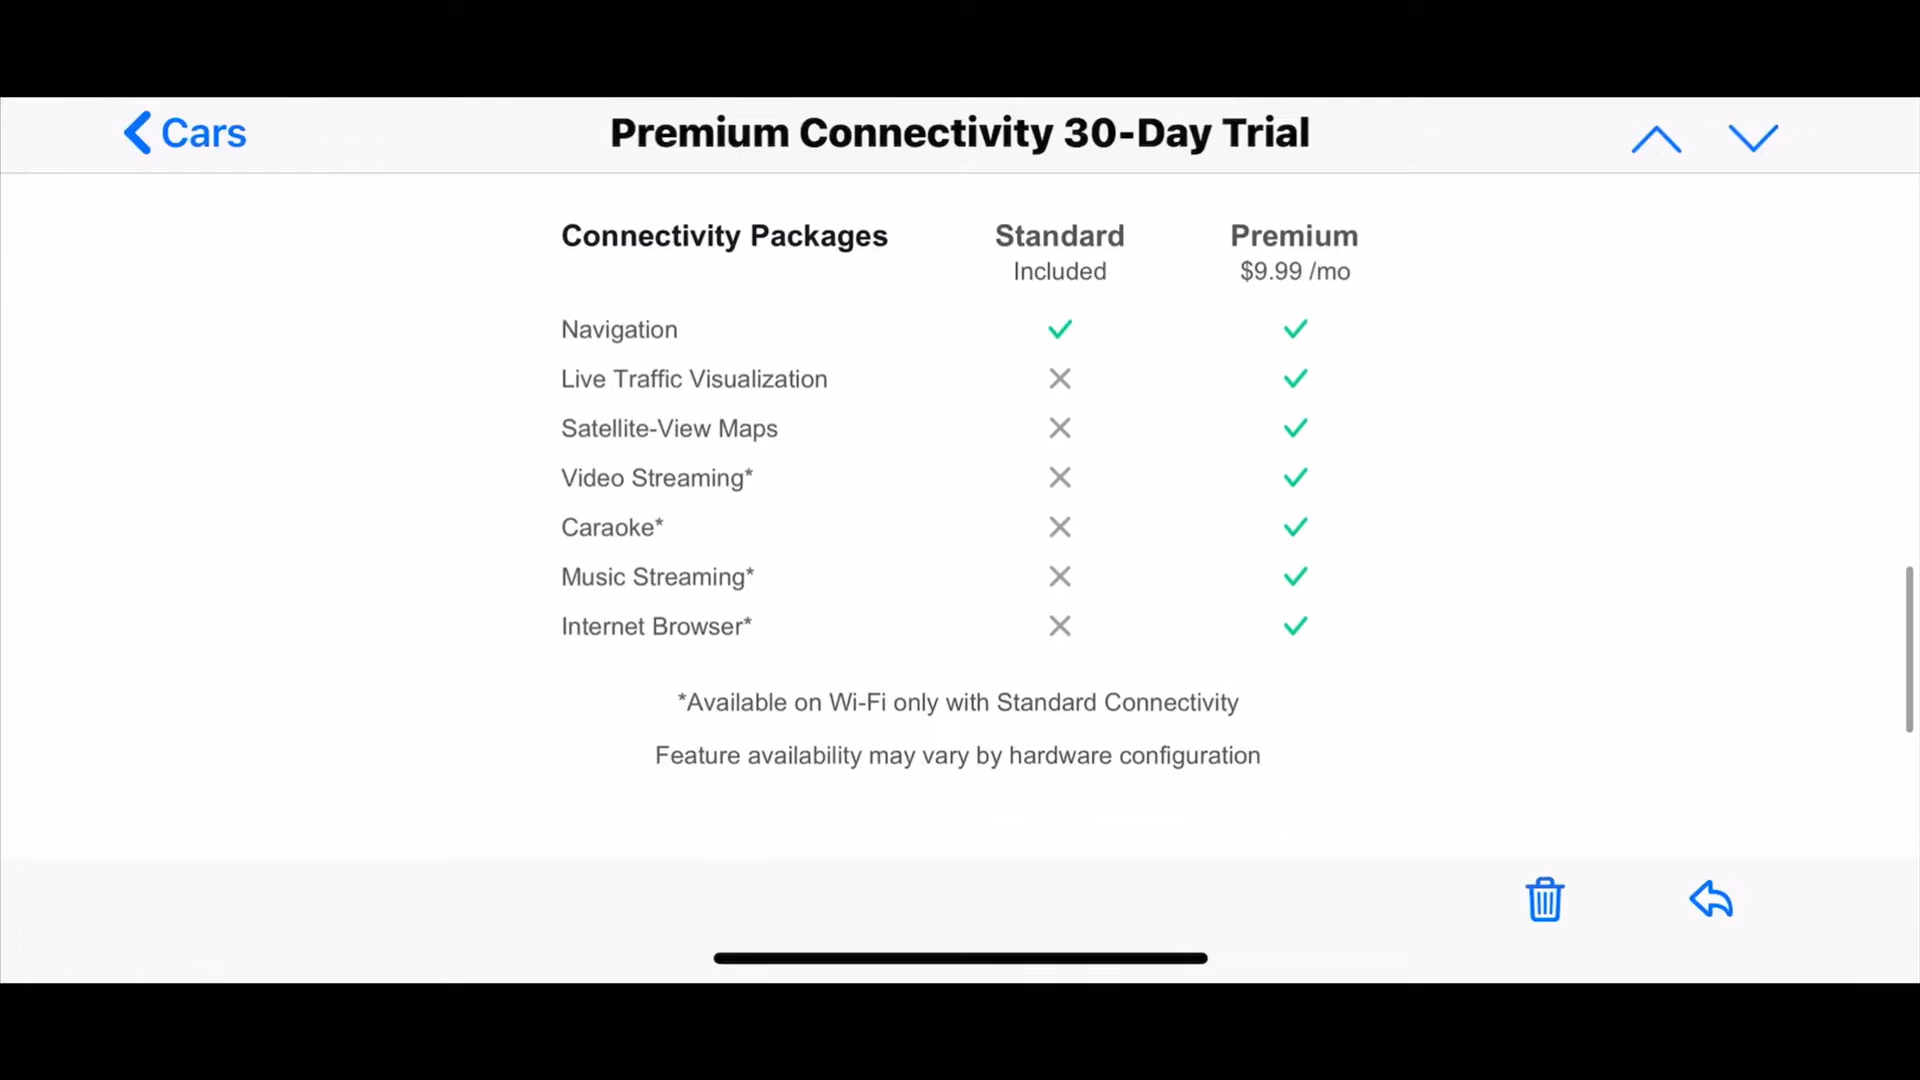 Cars
Premium Connectivity 30-Day Trial
Connectivity Packages Standard Premium
Included $9.99 /mo
Navigation
Live Traffic Visualization
Satellite-View Maps
Video Streaming*
Caraoke*
Music Streaming*
Internet Browser*
*Available on Wi-Fi only with Standard Connectivity
Feature availability may vary by hardware configuration